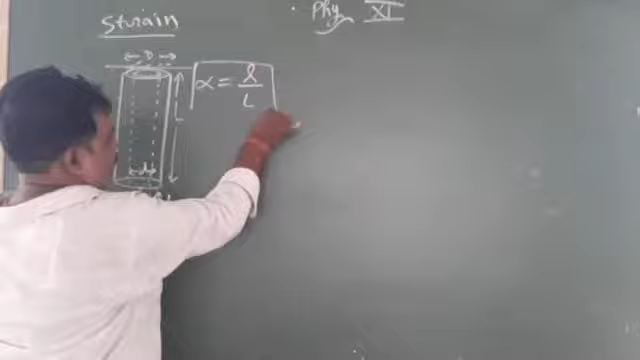 Strain
Phy XI
D
α = l/L
L
d